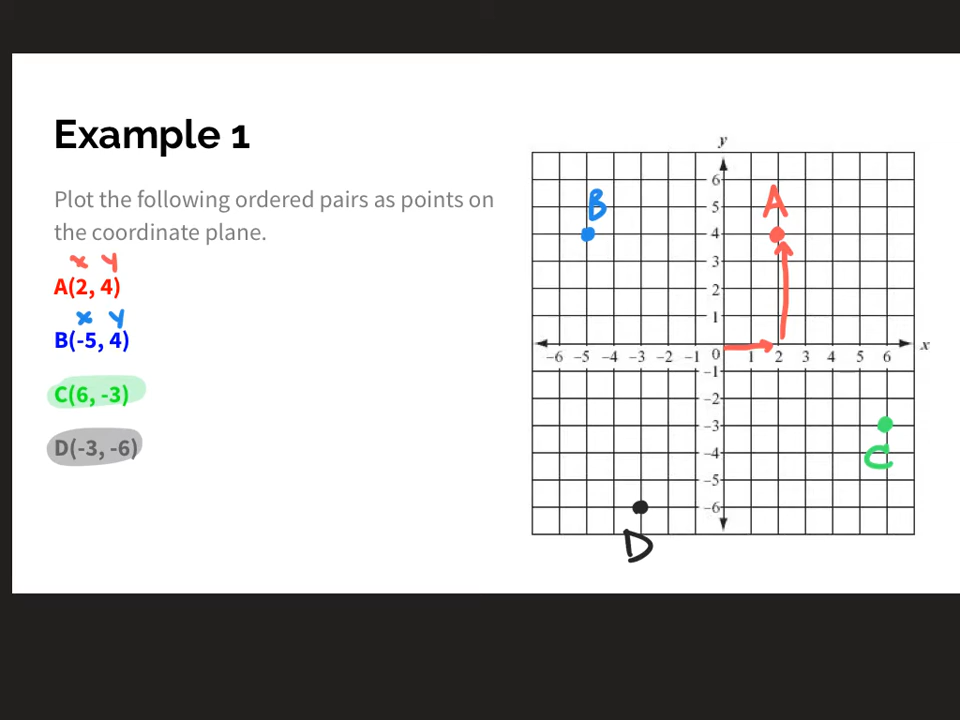 Example 1
Plot the following ordered pairs as points on
the coordinate plane.
x y
A(2, 4)
x y
B(-5, 4)
C(6, -3)
D(-3, -6)
y
6
B
A
5
4
3
2
1
x
-6 -5 -4 -3 -2 -1 0 1 2 3 4 5 6
-1
-2
-3
-4
C
-5
-6
D